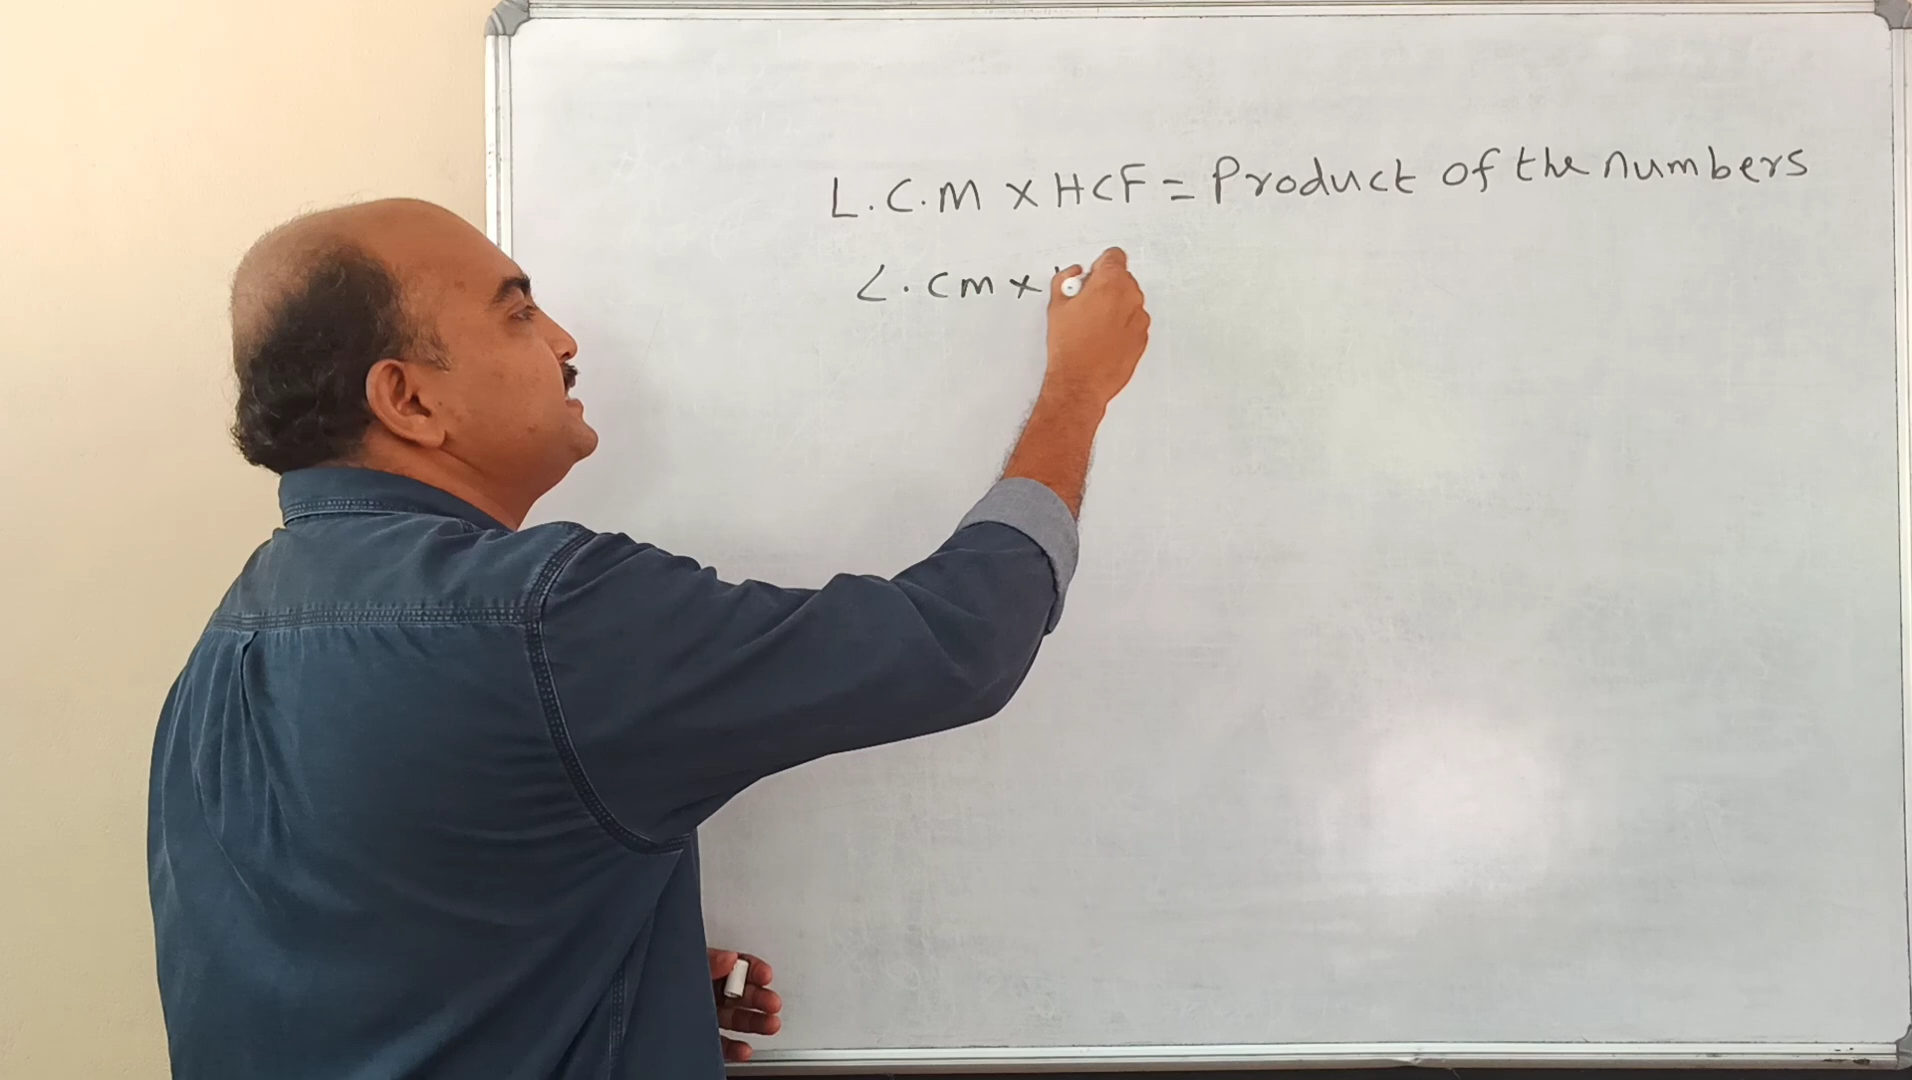 L.C.M × HCF = Product of the numbers
L.CM ×